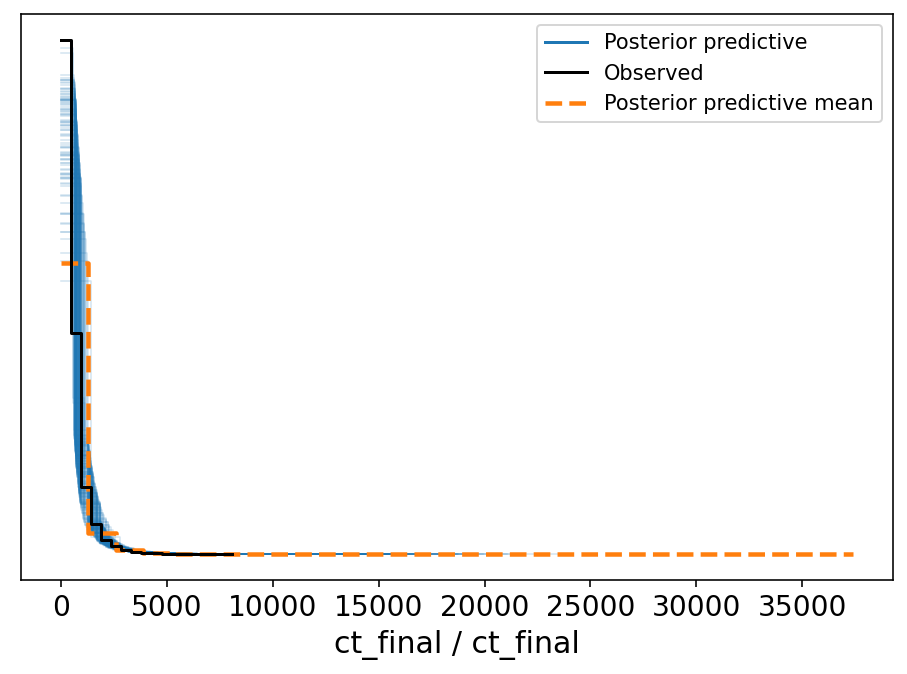 Posterior predictive
Observed
Posterior predictive mean
0 5000 10000 15000 20000 25000 30000 35000
ct_final / ct_final